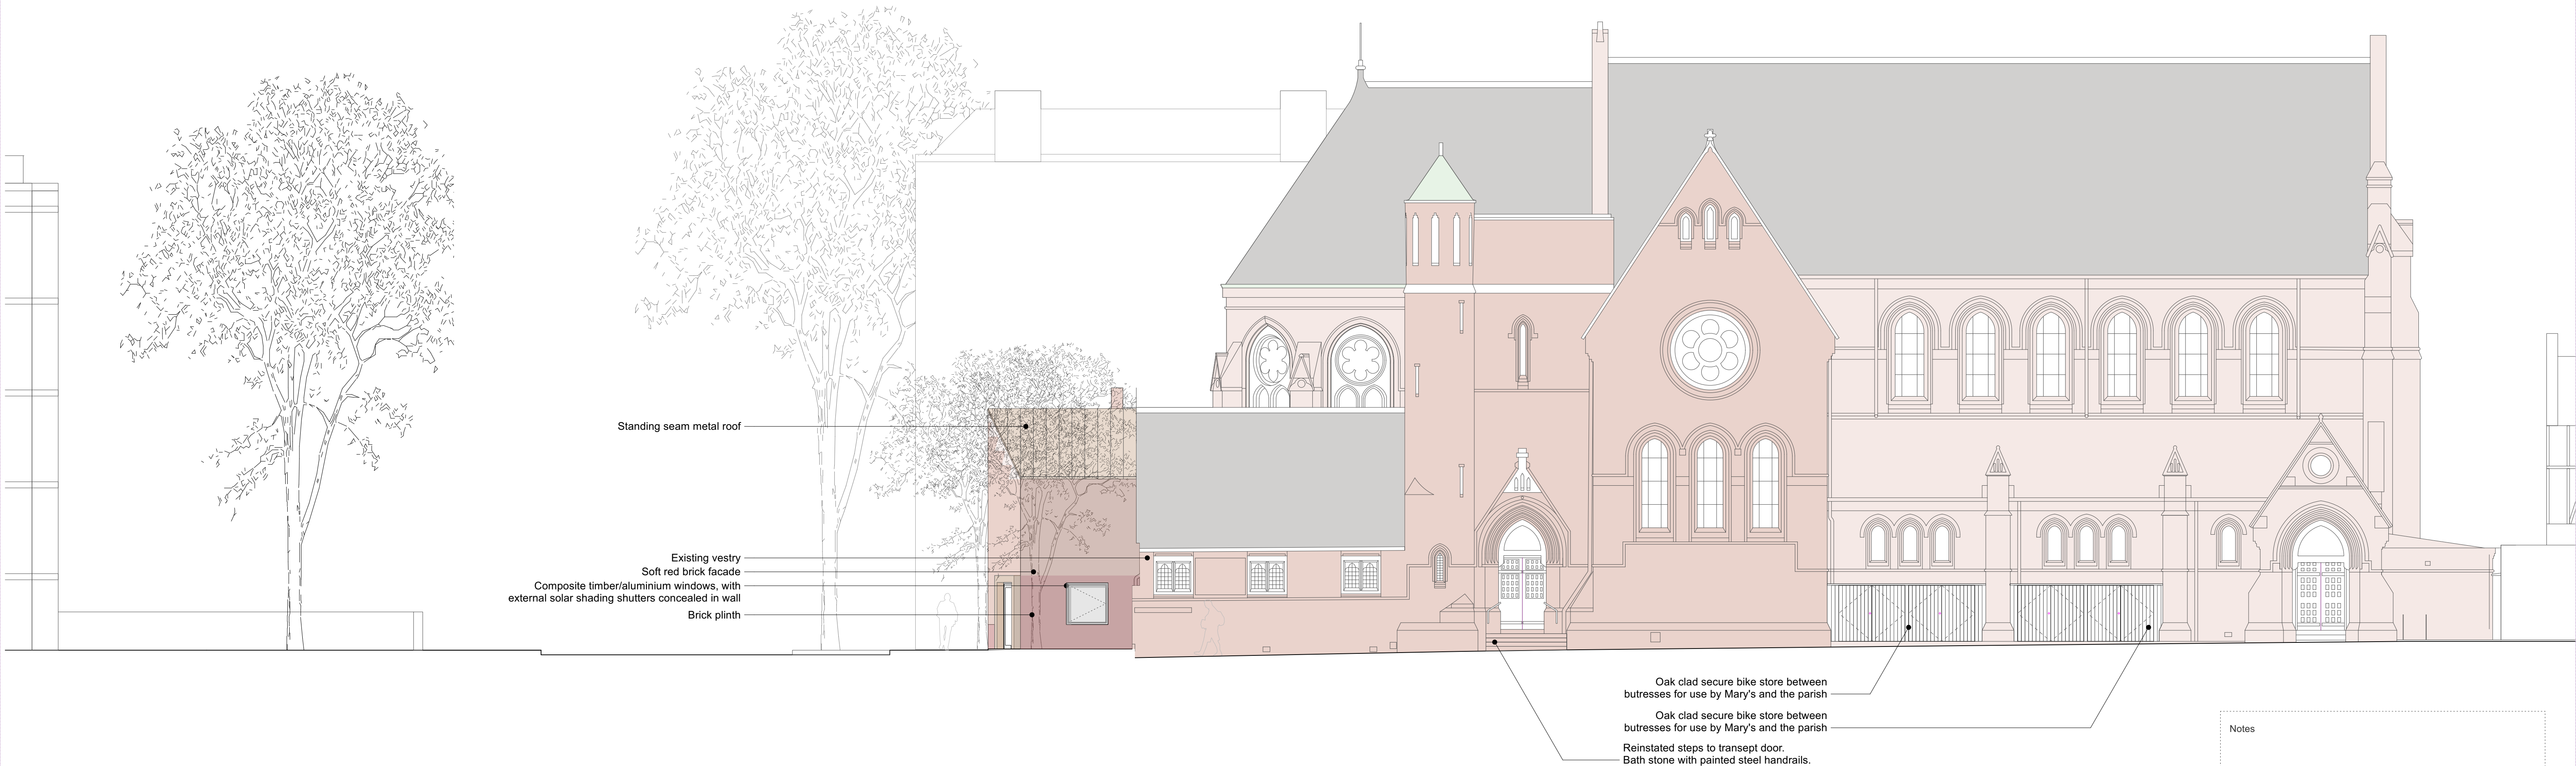 Standing seam metal roof
Existing vestry
Soft red brick facade
Composite timber/aluminium windows, with
external solar shading shutters concealed in wall
Brick plinth
Oak clad secure bike store between
butresses for use by Mary's and the parish
Oak clad secure bike store between
butresses for use by Mary's and the parish
Reinstated steps to transept door.
Bath stone with painted steel handrails.
Notes